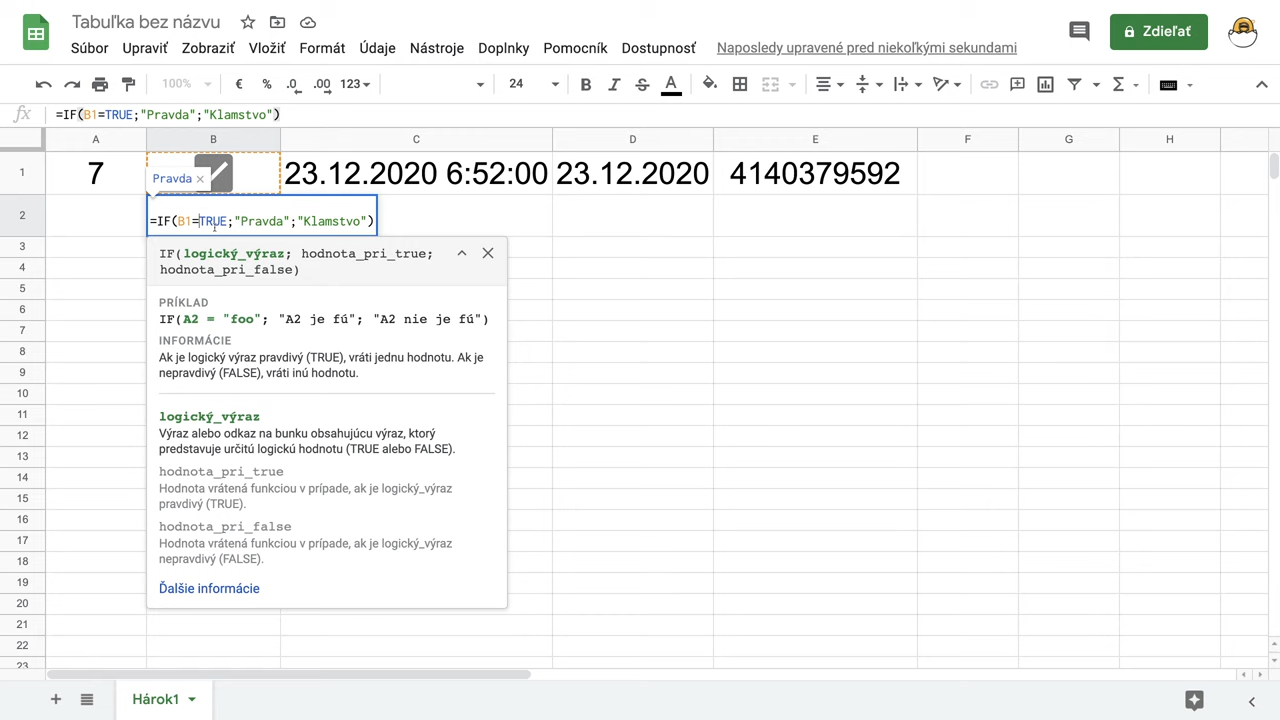 Tabuľka bez názvu
Súbor Upraviť Zobraziť Vložiť Formát Údaje Nástroje Doplnky Pomocník Dostupnosť Naposledy upravené pred niekoľkými sekundami
Zdieľať
100% € % .0 .00 123 24 B I S A
fx =IF(B1=TRUE;"Pravda";"Klamstvo")
A B C D E F G H
1 7 23.12.2020 6:52:00 23.12.2020 4140379592
Pravda ×
2 =IF(B1=TRUE;"Pravda";"Klamstvo")
3
IF(logický_výraz; hodnota_pri_true;
hodnota_pri_false)
4
5
PRÍKLAD
6
IF(A2 = "foo"; "A2 je fú"; "A2 nie je fú")
7
INFORMÁCIE
8
Ak je logický výraz pravdivý (TRUE), vráti jednu hodnotu. Ak je
9
nepravdivý (FALSE), vráti inú hodnotu.
10
11
logický_výraz
12
Výraz alebo odkaz na bunku obsahujúcu výraz, ktorý
13
predstavuje určitú logickú hodnotu (TRUE alebo FALSE).
14
hodnota_pri_true
15
Hodnota vrátená funkciou v prípade, ak je logický_výraz
pravdivý (TRUE).
16
hodnota_pri_false
17
Hodnota vrátená funkciou v prípade, ak je logický_výraz
18
nepravdivý (FALSE).
19
Ďalšie informácie
20
21
22
23
Hárok1